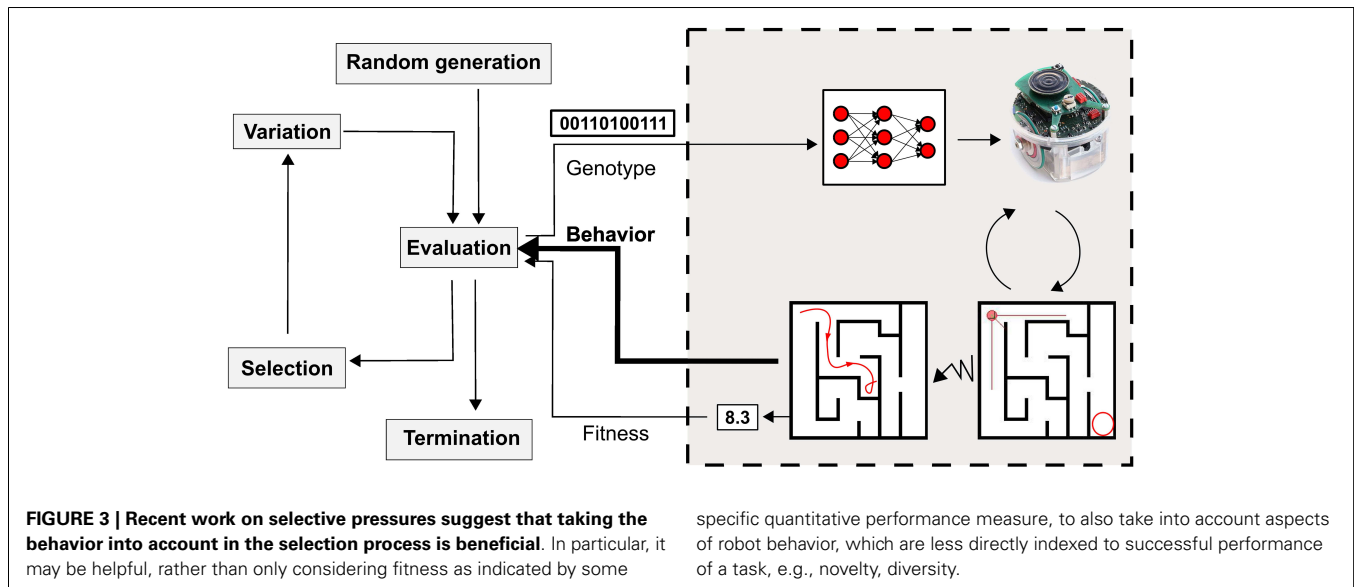 Random generation
Variation
00110100111
Genotype
Behavior
Evaluation
Selection
8.3
Termination
Fitness
FIGURE 3 | Recent work on selective pressures suggest that taking the
behavior into account in the selection process is beneficial. In particular, it
may be helpful, rather than only considering fitness as indicated by some
specific quantitative performance measure, to also take into account aspects
of robot behavior, which are less directly indexed to successful performance
of a task, e.g., novelty, diversity.